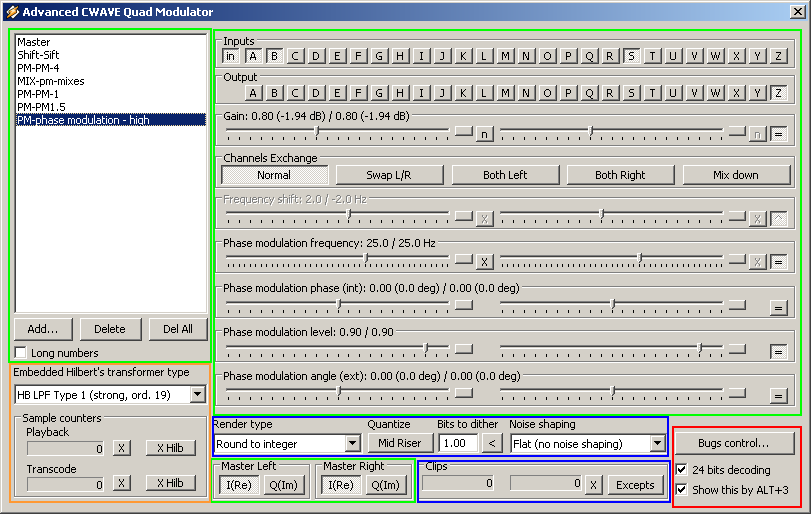 Advanced CWAVE Quad Modulator
Master
Shift-Sift
PM-PM-4
MIX-pm-mixes
PM-PM-1
PM-PM1.5
PM-phase modulation - high
Add... Delete Del All
Long numbers
Embedded Hilbert's transformer type
HB LPF Type 1 (strong, ord. 19)
Sample counters
Playback
0 X X Hilb
Transcode
0 X X Hilb
Inputs
in A B C D E F G H I J K L M N O P Q R S T U V W X Y Z
Output
A B C D E F G H I J K L M N O P Q R S T U V W X Y Z
Gain: 0.80 (-1.94 dB) / 0.80 (-1.94 dB)
n n =
Channels Exchange
Normal Swap L/R Both Left Both Right Mix down
Frequency shift: 2.0 / -2.0 Hz
X X ^
Phase modulation frequency: 25.0 / 25.0 Hz
X X =
Phase modulation phase (int): 0.00 (0.0 deg) / 0.00 (0.0 deg)
=
Phase modulation level: 0.90 / 0.90
=
Phase modulation angle (ext): 0.00 (0.0 deg) / 0.00 (0.0 deg)
=
Render type Quantize Bits to dither Noise shaping
Round to integer Mid Riser 1.00 < Flat (no noise shaping)
Master Left Master Right Clips
I(Re) Q(Im) I(Re) Q(Im) 0 0 X Excepts
Bugs control...
24 bits decoding
Show this by ALT+3